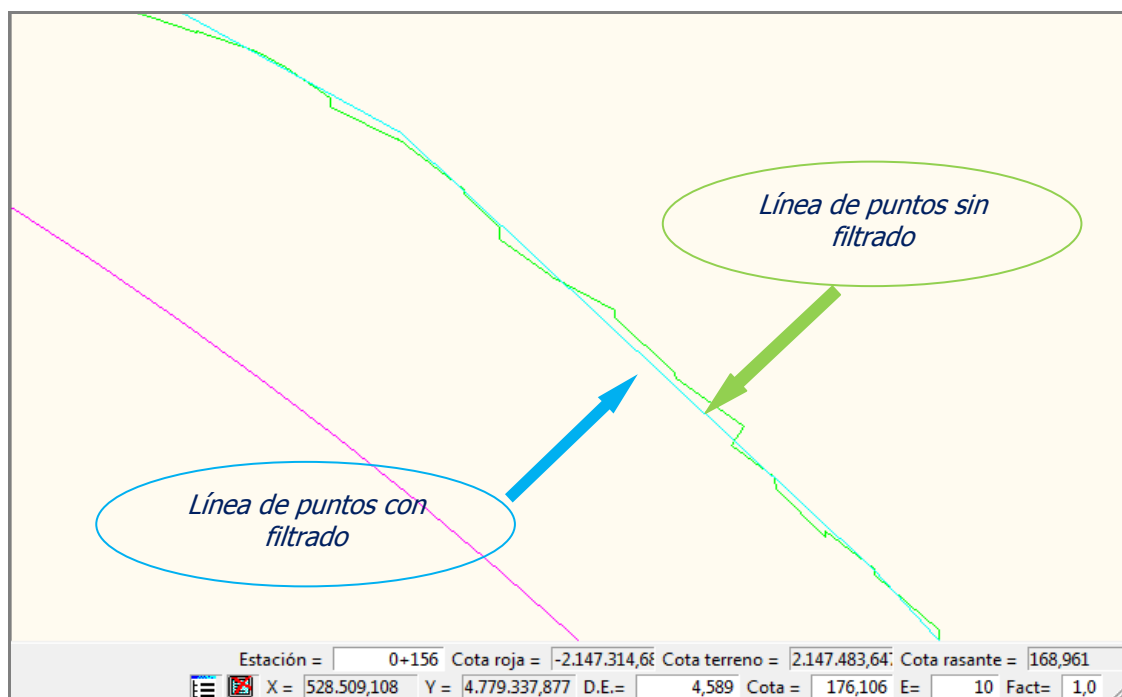 Línea de puntos sin
filtrado
Línea de puntos con
filtrado
Estación = 0+156 Cota roja = -2.147.314,68 Cota terreno = 2.147.483,647 Cota rasante = 168,961
X = 528.509,108 Y = 4.779.337,877 D.E.= 4,589 Cota = 176,106 E= 10 Fact= 1,0